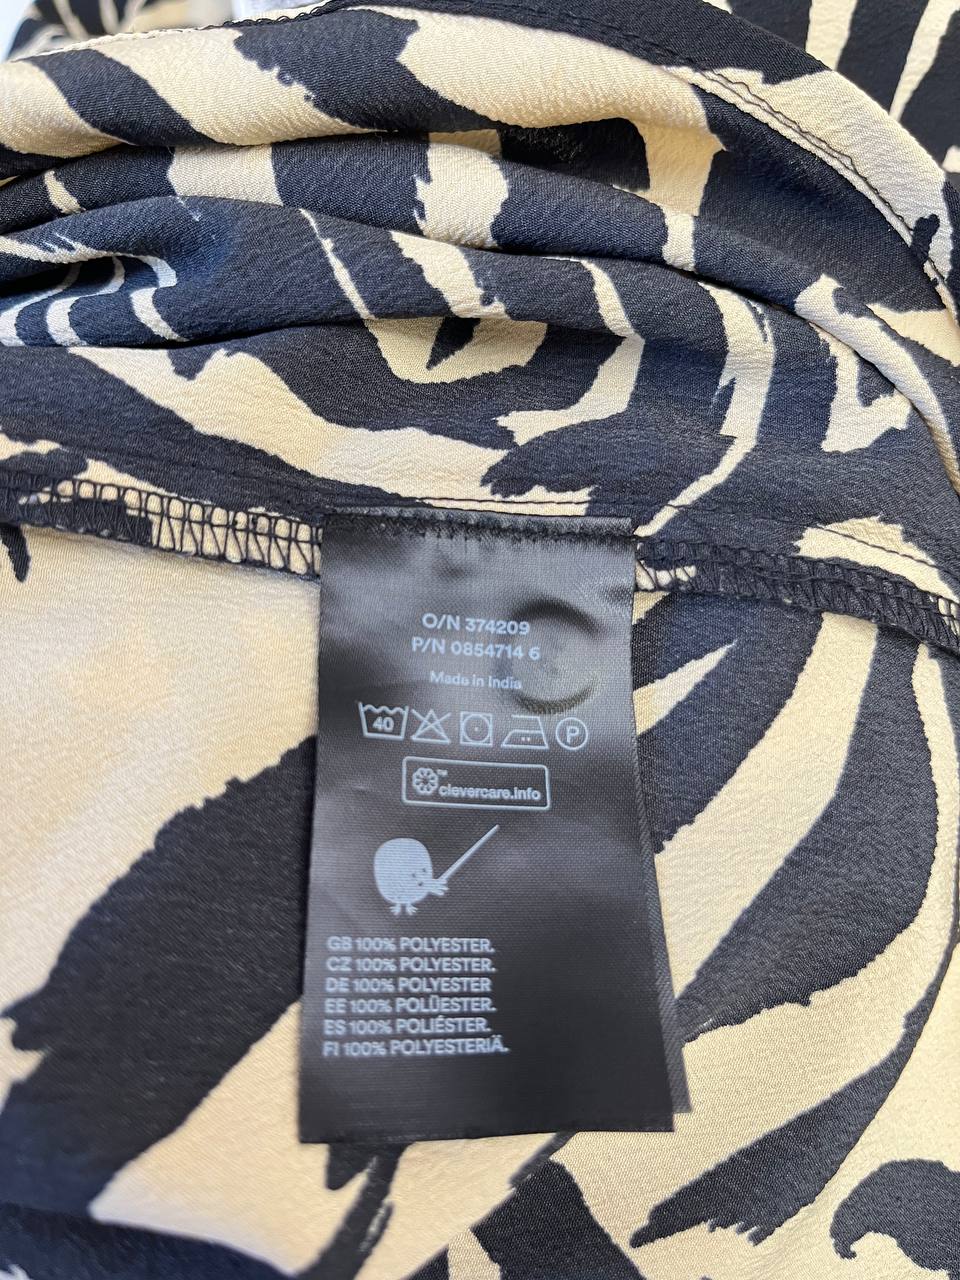 O/N 374209
P/N 0854714 6
Made in India
40 P
™
clevercare.info
GB 100% POLYESTER.
CZ 100% POLYESTER.
DE 100% POLYESTER
EE 100% POLÜESTER.
ES 100% POLIÉSTER.
FI 100% POLYESTERIÄ.